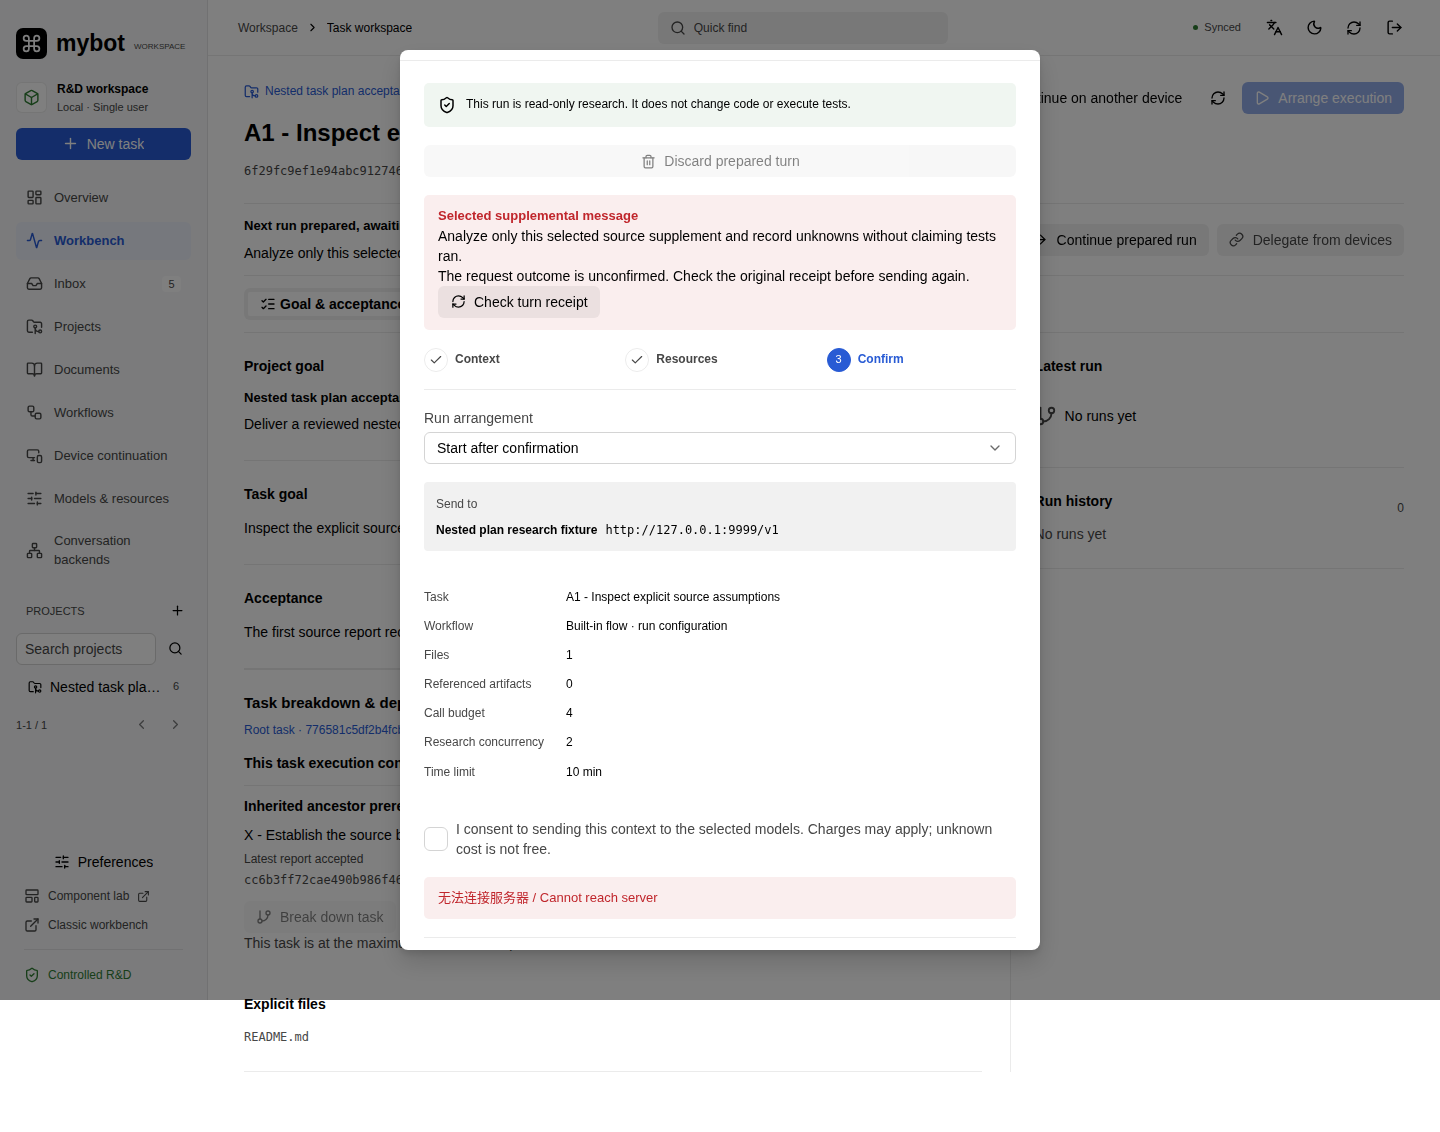 mybot WORKSPACE
R&D workspace
Local · Single user
New task
Overview
Workbench
Inbox 5
Projects
Documents
Workflows
Device continuation
Models & resources
Conversation
backends
PROJECTS
Search projects
Nested task pla… 6
1-1 / 1
Preferences
Component lab
Classic workbench
Controlled R&D
Workspace Task workspace
Quick find
Synced
Nested task plan accepta
A1 - Inspect e
6f29fc9ef1e94abc912746
tinue on another device
Arrange execution
Next run prepared, awaiti
Analyze only this selected
Continue prepared run
Delegate from devices
Goal & acceptance
Project goal
Nested task plan accepta
Deliver a reviewed nested
Task goal
Inspect the explicit source
Acceptance
The first source report rec
Task breakdown & dep
Root task · 776581c5df2b4fcb
This task execution con
Inherited ancestor prere
X - Establish the source b
Latest report accepted
cc6b3ff72cae490b986f46
Break down task
This task is at the maxim
Explicit files
README.md
Latest run
No runs yet
Run history 0
No runs yet
This run is read-only research. It does not change code or execute tests.
Discard prepared turn
Selected supplemental message
Analyze only this selected source supplement and record unknowns without claiming tests
ran.
The request outcome is unconfirmed. Check the original receipt before sending again.
Check turn receipt
Context
Resources
3 Confirm
Run arrangement
Start after confirmation
Send to
Nested plan research fixture http://127.0.0.1:9999/v1
Task A1 - Inspect explicit source assumptions
Workflow Built-in flow · run configuration
Files 1
Referenced artifacts 0
Call budget 4
Research concurrency 2
Time limit 10 min
I consent to sending this context to the selected models. Charges may apply; unknown
cost is not free.
无法连接服务器 / Cannot reach server